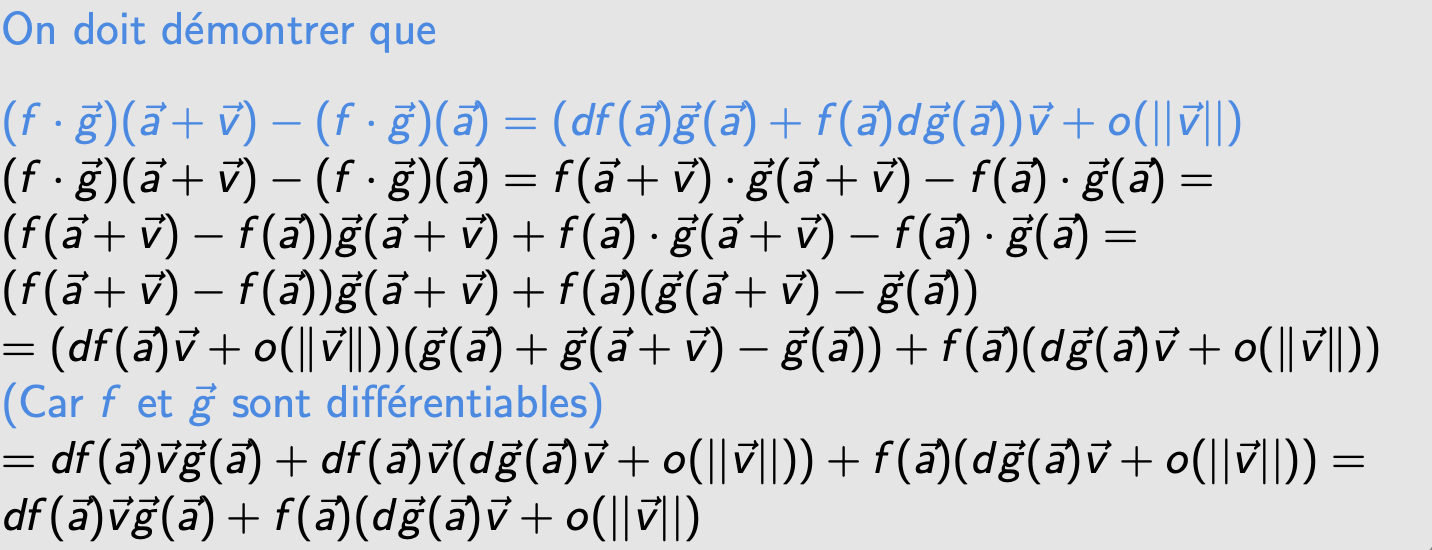 On doit démontrer que
(f · g⃗)(a⃗ + v⃗) − (f · g⃗)(a⃗) = (df(a⃗)g⃗(a⃗) + f(a⃗)dg⃗(a⃗))v⃗ + o(||v⃗||)
(f · g⃗)(a⃗ + v⃗) − (f · g⃗)(a⃗) = f(a⃗ + v⃗) · g⃗(a⃗ + v⃗) − f(a⃗) · g⃗(a⃗) =
(f(a⃗ + v⃗) − f(a⃗))g⃗(a⃗ + v⃗) + f(a⃗) · g⃗(a⃗ + v⃗) − f(a⃗) · g⃗(a⃗) =
(f(a⃗ + v⃗) − f(a⃗))g⃗(a⃗ + v⃗) + f(a⃗)(g⃗(a⃗ + v⃗) − g⃗(a⃗))
= (df(a⃗)v⃗ + o(‖v⃗‖))(g⃗(a⃗) + g⃗(a⃗ + v⃗) − g⃗(a⃗)) + f(a⃗)(dg⃗(a⃗)v⃗ + o(‖v⃗‖))
(Car f et g⃗ sont différentiables)
= df(a⃗)v⃗g⃗(a⃗) + df(a⃗)v⃗(dg⃗(a⃗)v⃗ + o(||v⃗||)) + f(a⃗)(dg⃗(a⃗)v⃗ + o(||v⃗||)) =
df(a⃗)v⃗g⃗(a⃗) + f(a⃗)(dg⃗(a⃗)v⃗ + o(||v⃗||)